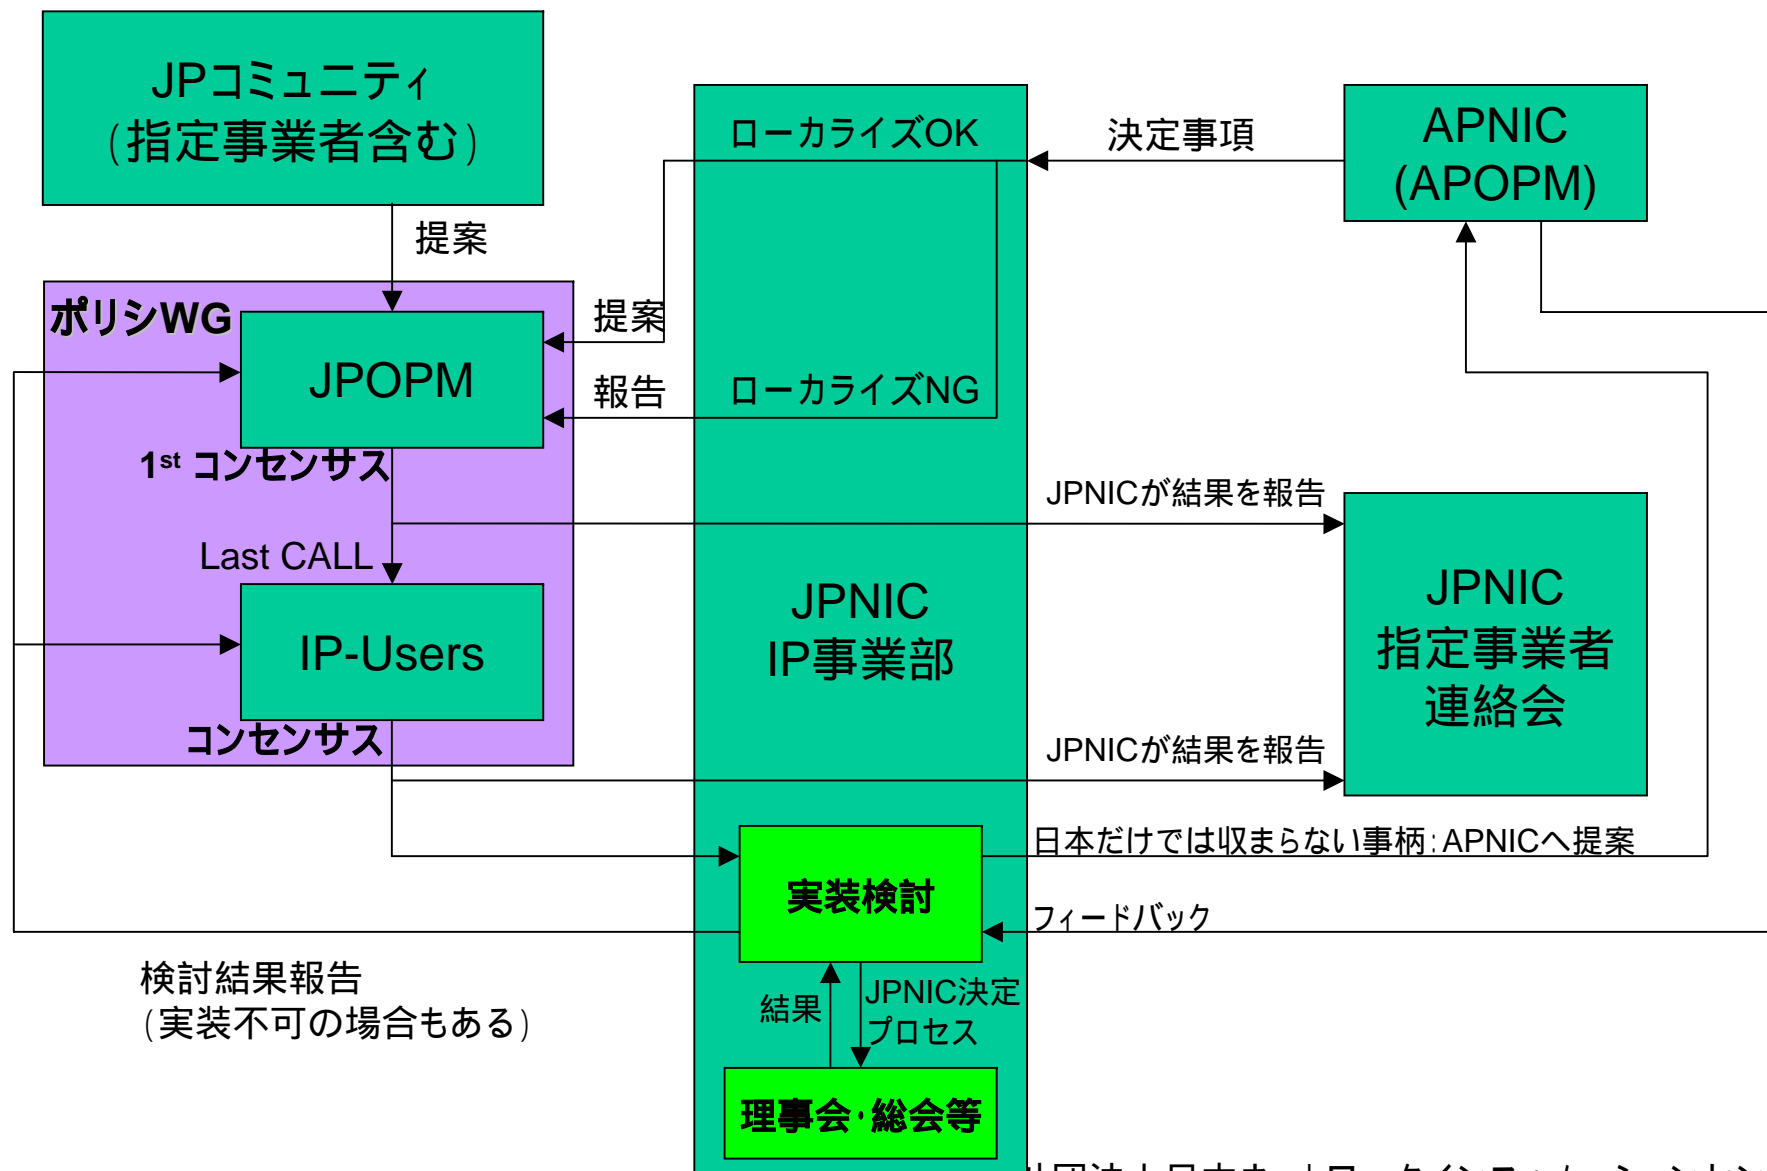 JPコミュニティ
(指定事業者含む)
提案
ポリシWG
JPOPM
1st コンセンサス
Last CALL
IP-Users
コンセンサス
提案
報告
ローカライズOK
ローカライズNG
決定事項
APNIC
(APOPM)
JPNIC
IP事業部
JPNICが結果を報告
JPNICが結果を報告
JPNIC
指定事業者
連絡会
日本だけでは収まらない事柄:APNICへ提案
フィードバック
実装検討
結果
JPNIC決定
プロセス
理事会・総会等
検討結果報告
(実装不可の場合もある)